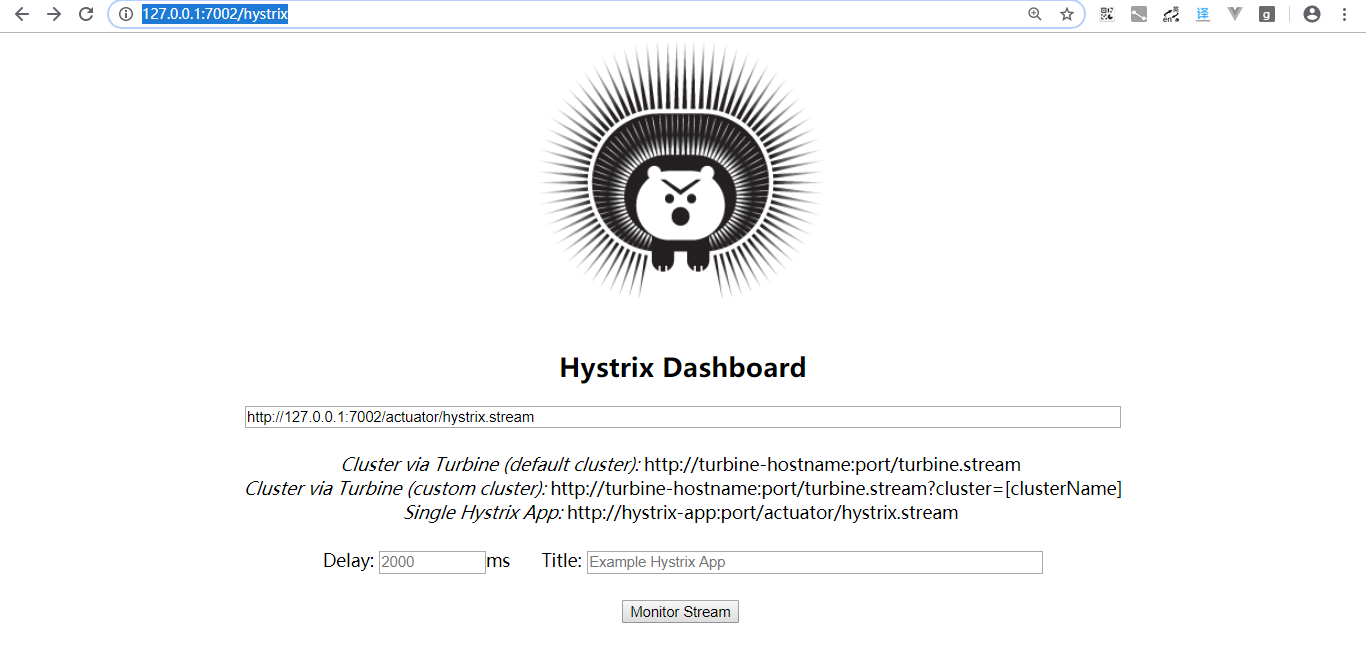 127.0.0.1:7002/hystrix
en 英
译
g
Hystrix Dashboard
http://127.0.0.1:7002/actuator/hystrix.stream
Cluster via Turbine (default cluster): http://turbine-hostname:port/turbine.stream
Cluster via Turbine (custom cluster): http://turbine-hostname:port/turbine.stream?cluster=[clusterName]
Single Hystrix App: http://hystrix-app:port/actuator/hystrix.stream
Delay: 2000 ms Title: Example Hystrix App
Monitor Stream